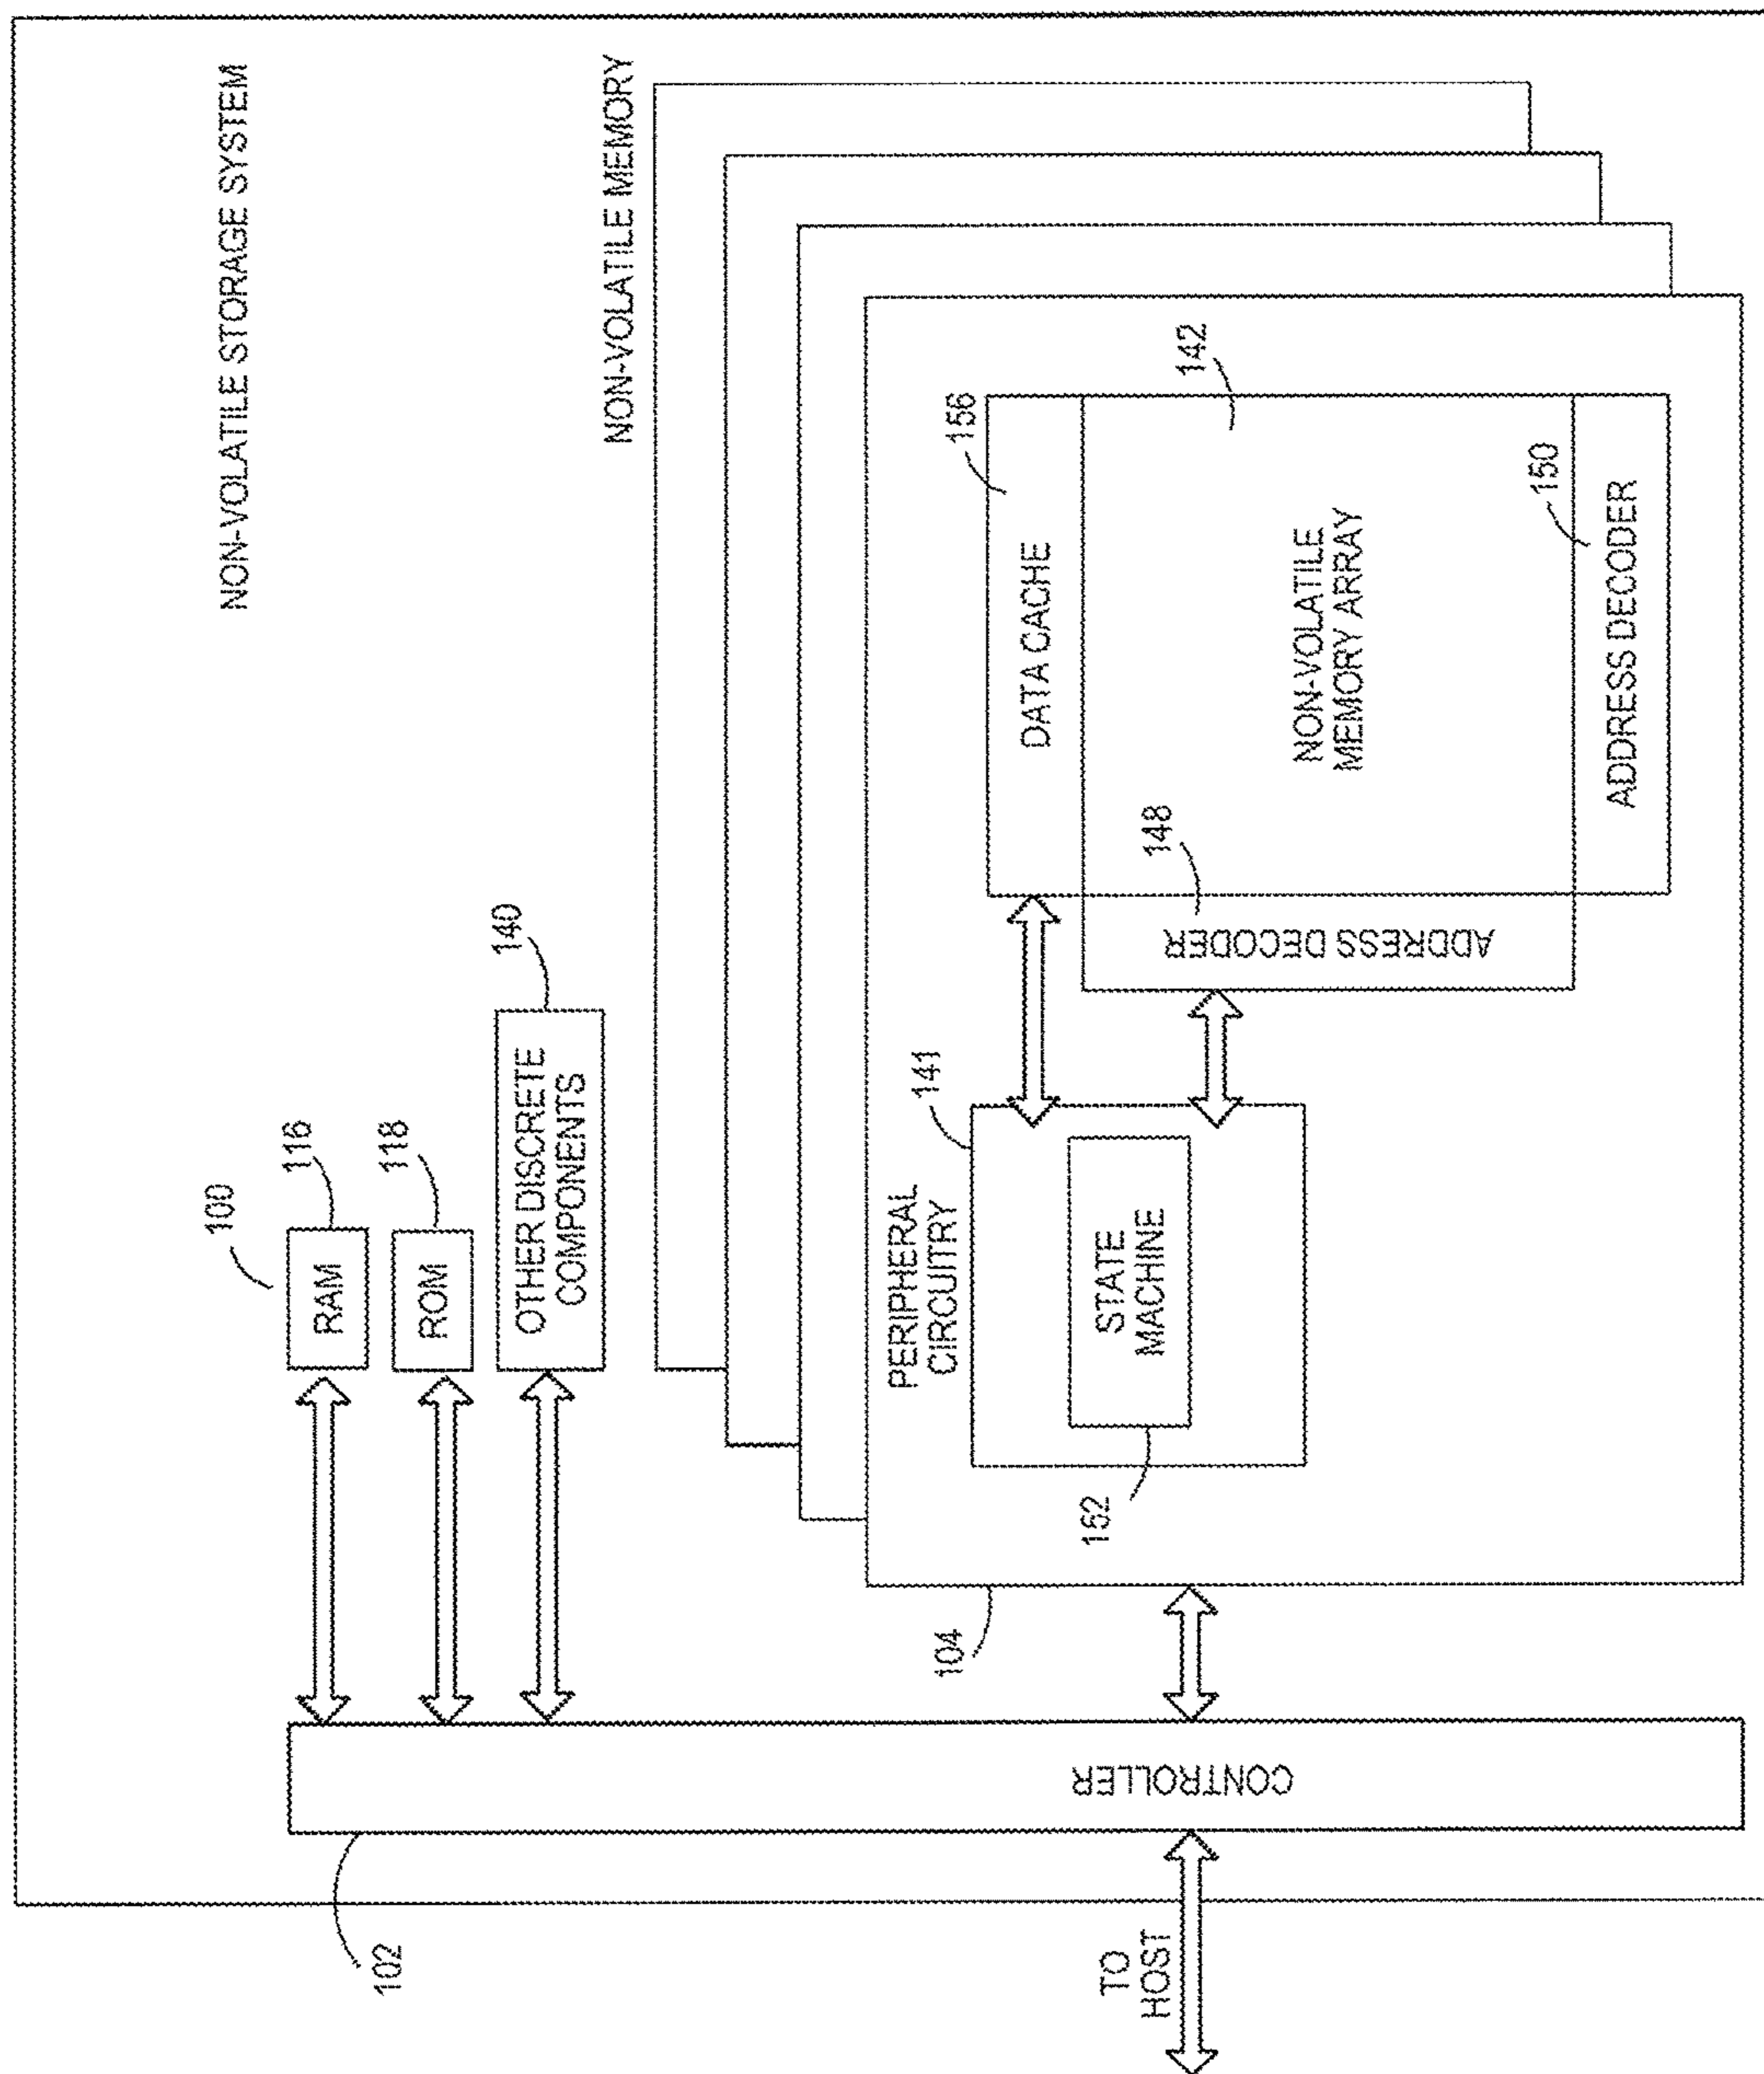 NON-VOLATILE STORAGE SYSTEM
100
116
RAM
118
ROM
140
OTHER DISCRETE
COMPONENTS
NON-VOLATILE MEMORY
102
CONTROLLER
TO
HOST
104
PERIPHERAL
CIRCUITRY
141
STATE
MACHINE
152
DATA CACHE
156
148
ADDRESS DECODER
NON-VOLATILE
MEMORY ARRAY
142
150
ADDRESS DECODER